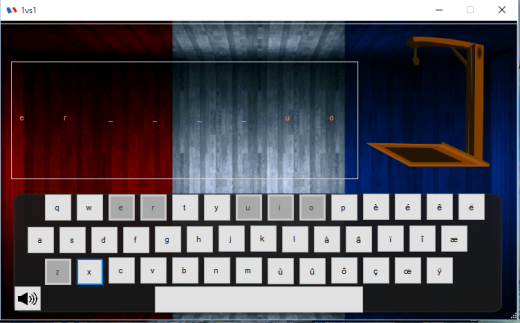 1vs1
e r _ _ _ _ u o
q w e r t y u i o p è é ê ë
a s d f g h j k l à â ï î æ
z x c v b n m ù û ô ç œ ÿ